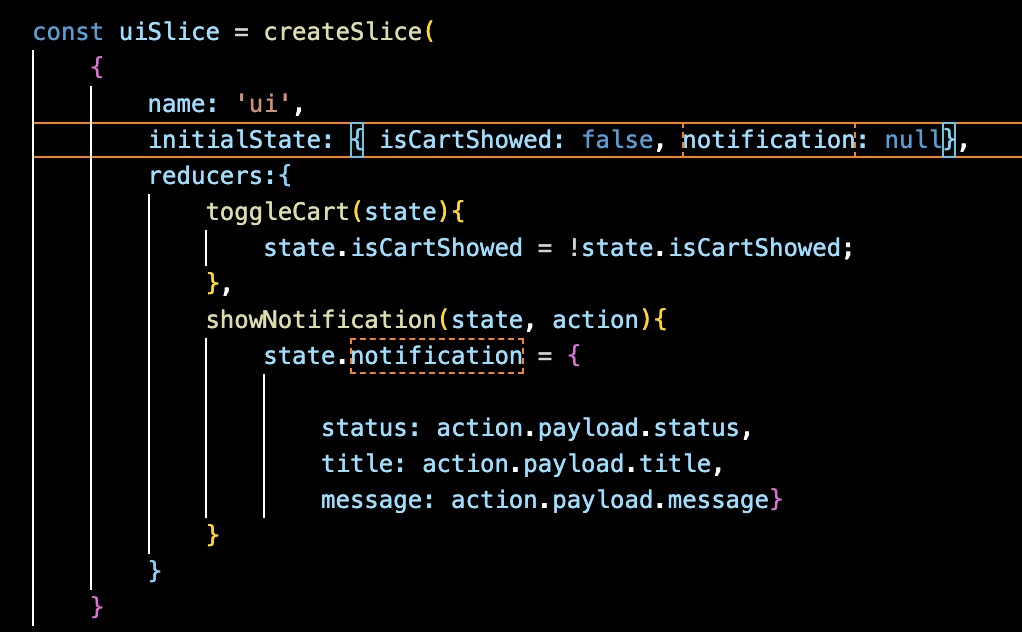 const uiSlice = createSlice(
{
name: 'ui',
initialState: { isCartShowed: false, notification: null},
reducers:{
toggleCart(state){
state.isCartShowed = !state.isCartShowed;
},
showNotification(state, action){
state.notification = {
status: action.payload.status,
title: action.payload.title,
message: action.payload.message}
}
}
}